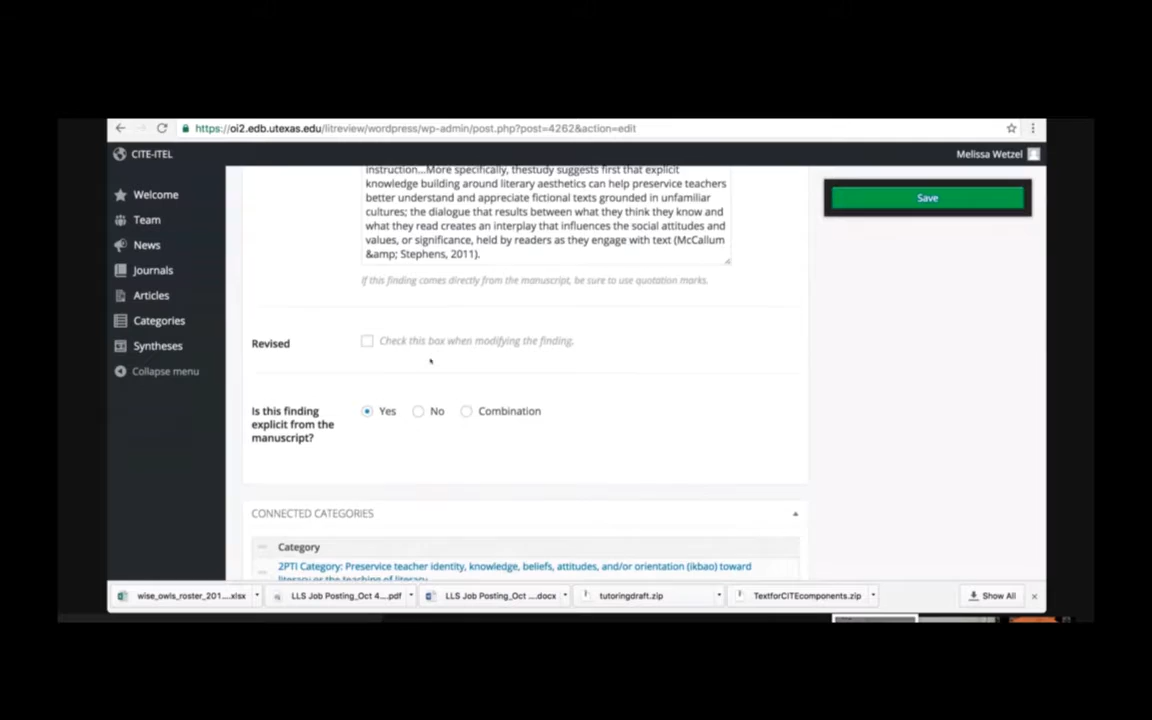 https://oi2.edb.utexas.edu/litreview/wordpress/wp-admin/post.php?post=4262&action=edit
CITE-ITEL
Melissa Wetzel
Welcome
Team
News
Journals
Articles
Categories
Syntheses
Collapse menu
instruction...More specifically, thestudy suggests first that explicit
knowledge building around literary aesthetics can help preservice teachers
better understand and appreciate fictional texts grounded in unfamiliar
cultures; the dialogue that results between what they think they know and
what they read creates an interplay that influences the social attitudes and
values, or significance, held by readers as they engage with text (McCallum
&amp; Stephens, 2011).
If this finding comes directly from the manuscript, be sure to use quotation marks.
Save
Revised
Check this box when modifying the finding.
Is this finding
explicit from the
manuscript?
Yes
No
Combination
CONNECTED CATEGORIES
Category
2PTI Category: Preservice teacher identity, knowledge, beliefs, attitudes, and/or orientation (ikbao) toward
literacy or the teaching of literacy
wise_owls_roster_201....xlsx
LLS Job Posting_Oct 4....pdf
LLS Job Posting_Oct ....docx
tutoringdraft.zip
TextforCITEcomponents.zip
Show All